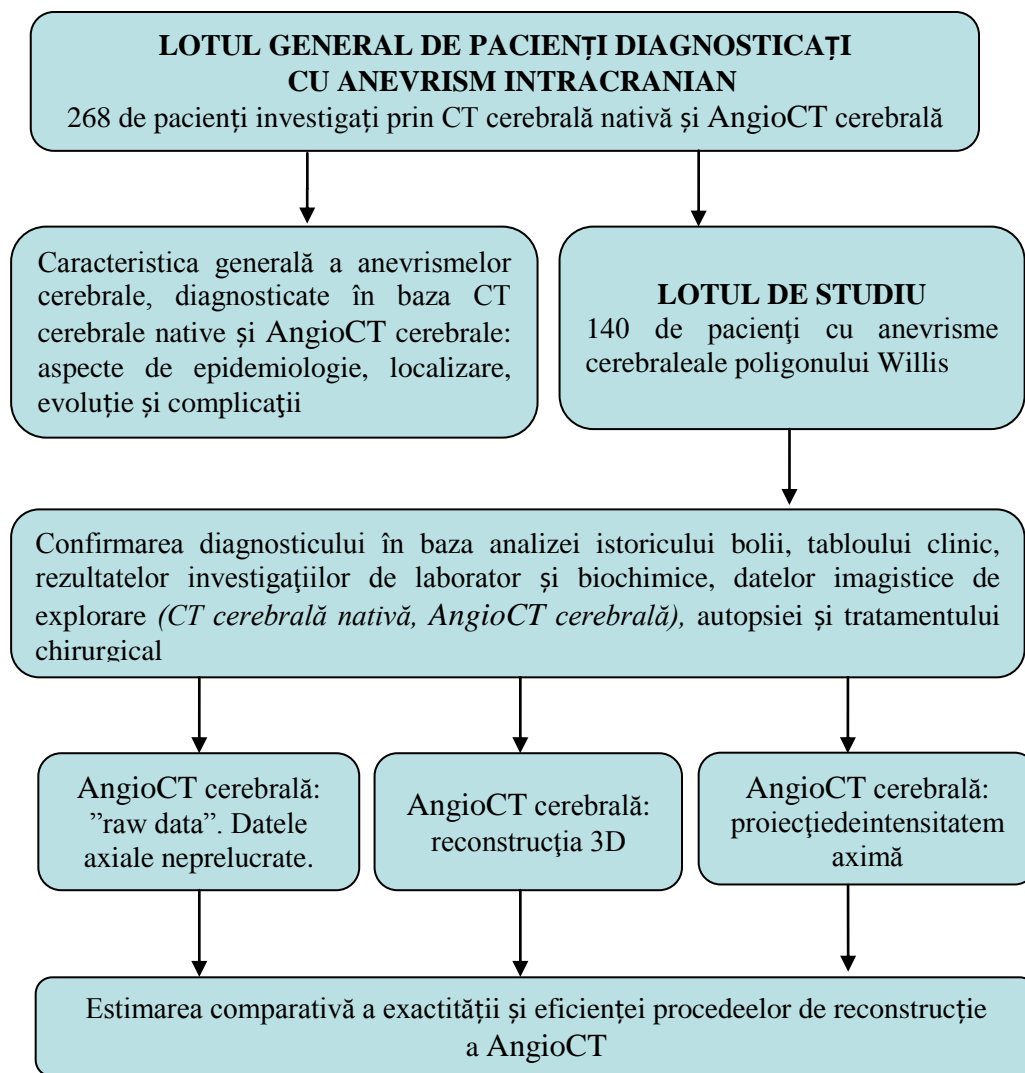 LOTUL GENERAL DE PACIENȚI DIAGNOSTICAȚI
CU ANEVRISM INTRACRANIAN
268 de pacienți investigați prin CT cerebrală nativă și AngioCT cerebrală
Caracteristica generală a anevrismelor
cerebrale, diagnosticate în baza CT
cerebrale native și AngioCT cerebrale:
aspecte de epidemiologie, localizare,
evoluție și complicaţii
LOTUL DE STUDIU
140 de pacienţi cu anevrisme
cerebraleale poligonului Willis
Confirmarea diagnosticului în baza analizei istoricului bolii, tabloului clinic,
rezultatelor investigaţiilor de laborator și biochimice, datelor imagistice de
explorare (CT cerebrală nativă, AngioCT cerebrală), autopsiei și tratamentului
chirurgical
AngioCT cerebrală:
”raw data”. Datele
axiale neprelucrate.
AngioCT cerebrală:
reconstrucţia 3D
AngioCT cerebrală:
proiecţiedeintensitatem
aximă
Estimarea comparativă a exactității și eficienței procedeelor de reconstrucție
a AngioCT